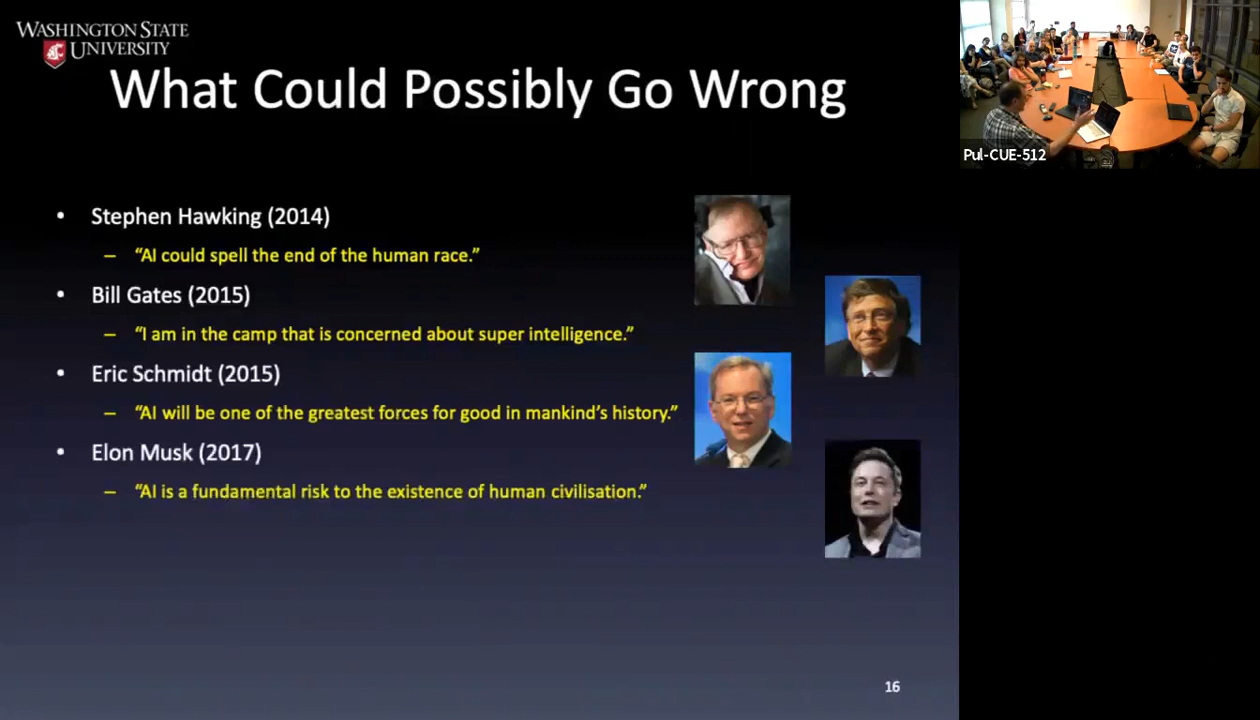 WASHINGTON STATE
UNIVERSITY
What Could Possibly Go Wrong
Pul-CUE-512
• Stephen Hawking (2014)
– “AI could spell the end of the human race.”
• Bill Gates (2015)
– “I am in the camp that is concerned about super intelligence.”
• Eric Schmidt (2015)
– “AI will be one of the greatest forces for good in mankind’s history.”
• Elon Musk (2017)
– “AI is a fundamental risk to the existence of human civilisation.”
16